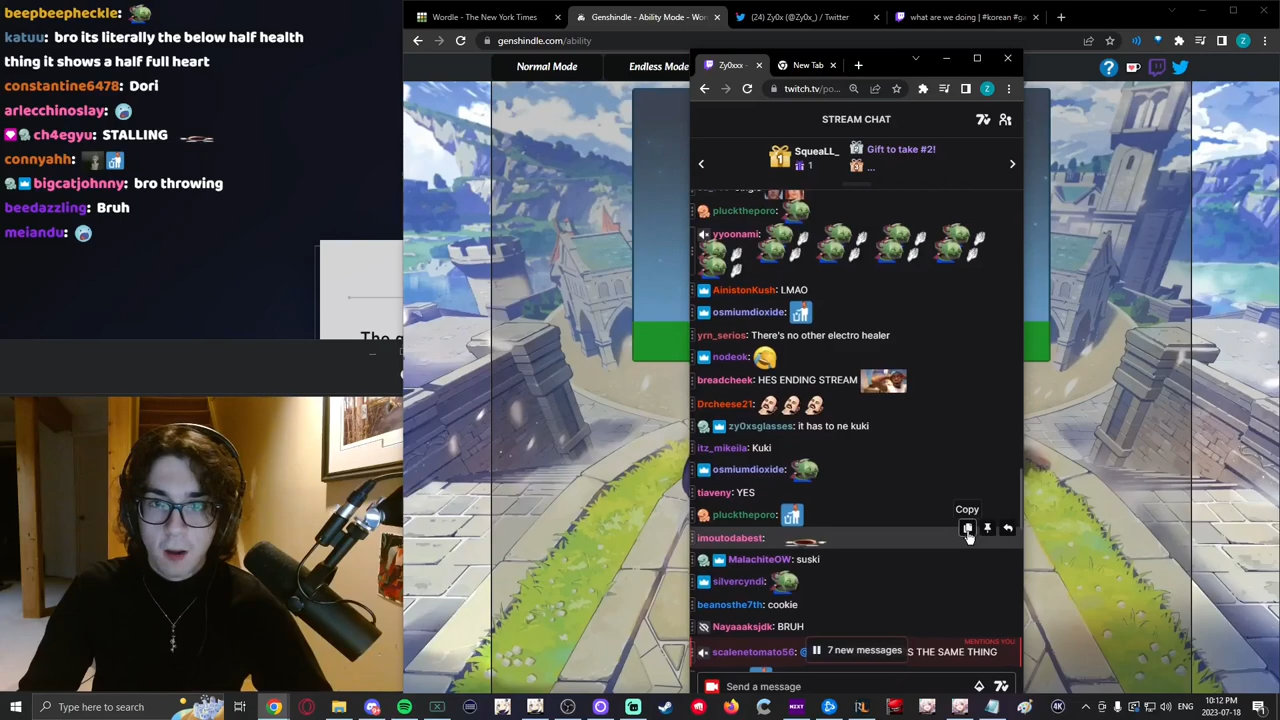 beepbeepheckle:
katuu: bro its literally the below half health
thing it shows a half full heart
constantine6478: Dori
arlecchinoslay:
ch4egyu: STALLING
connyahh:
bigcatjohnny: bro throwing
beedazzling: Bruh
meiandu:
Wordle - The New York Times
Genshindle - Ability Mode - Wo
(24) Zy0x (@Zy0x_) / Twitter
what are we doing | #korean #ga
genshindle.com/ability
Normal Mode
Endless Mode
Zy0xxx -
New Tab
twitch.tv/po...
STREAM CHAT
SqueaLL_
1
Gift to take #2!
...
plucktheporo:
yyoonami:
AinistonKush: LMAO
osmiumdioxide:
yrn_serios: There's no other electro healer
nodeok:
breadcheek: HES ENDING STREAM
Drcheese21:
zy0xsglasses: it has to ne kuki
itz_mikeila: Kuki
osmiumdioxide:
tiaveny: YES
Copy
plucktheporo:
imoutodabest:
MalachiteOW: suski
silvercyndi:
beanosthe7th: cookie
Nayaaaksjdk: BRUH
MENTIONS YOU
scalenetomato56: @
7 new messages
S THE SAME THING
Send a message
Type here to search
10:12 PM
2023-07-18